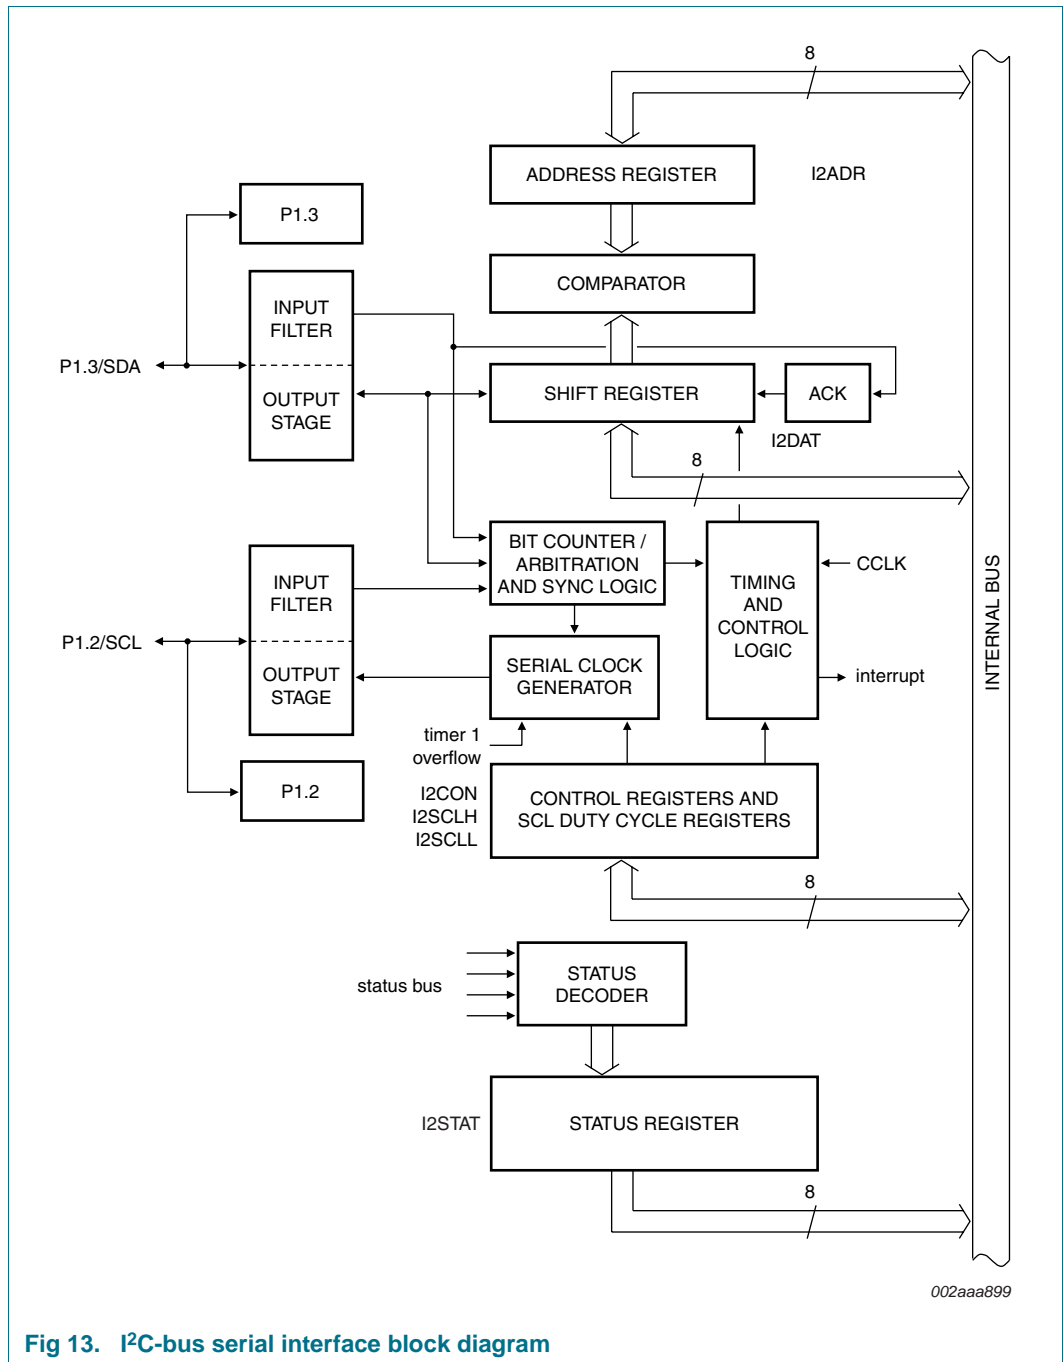 8
ADDRESS REGISTER
I2ADR
P1.3
COMPARATOR
INPUT
FILTER
P1.3/SDA
OUTPUT
STAGE
SHIFT REGISTER
ACK
I2DAT
8
BIT COUNTER /
ARBITRATION
AND SYNC LOGIC
INPUT
FILTER
TIMING
AND
CONTROL
LOGIC
CCLK
INTERNAL BUS
P1.2/SCL
OUTPUT
STAGE
SERIAL CLOCK
GENERATOR
interrupt
timer 1
overflow
P1.2
I2CON
I2SCLH
I2SCLL
CONTROL REGISTERS AND
SCL DUTY CYCLE REGISTERS
8
status bus
STATUS
DECODER
I2STAT
STATUS REGISTER
8
002aaa899
Fig 13. I²C-bus serial interface block diagram